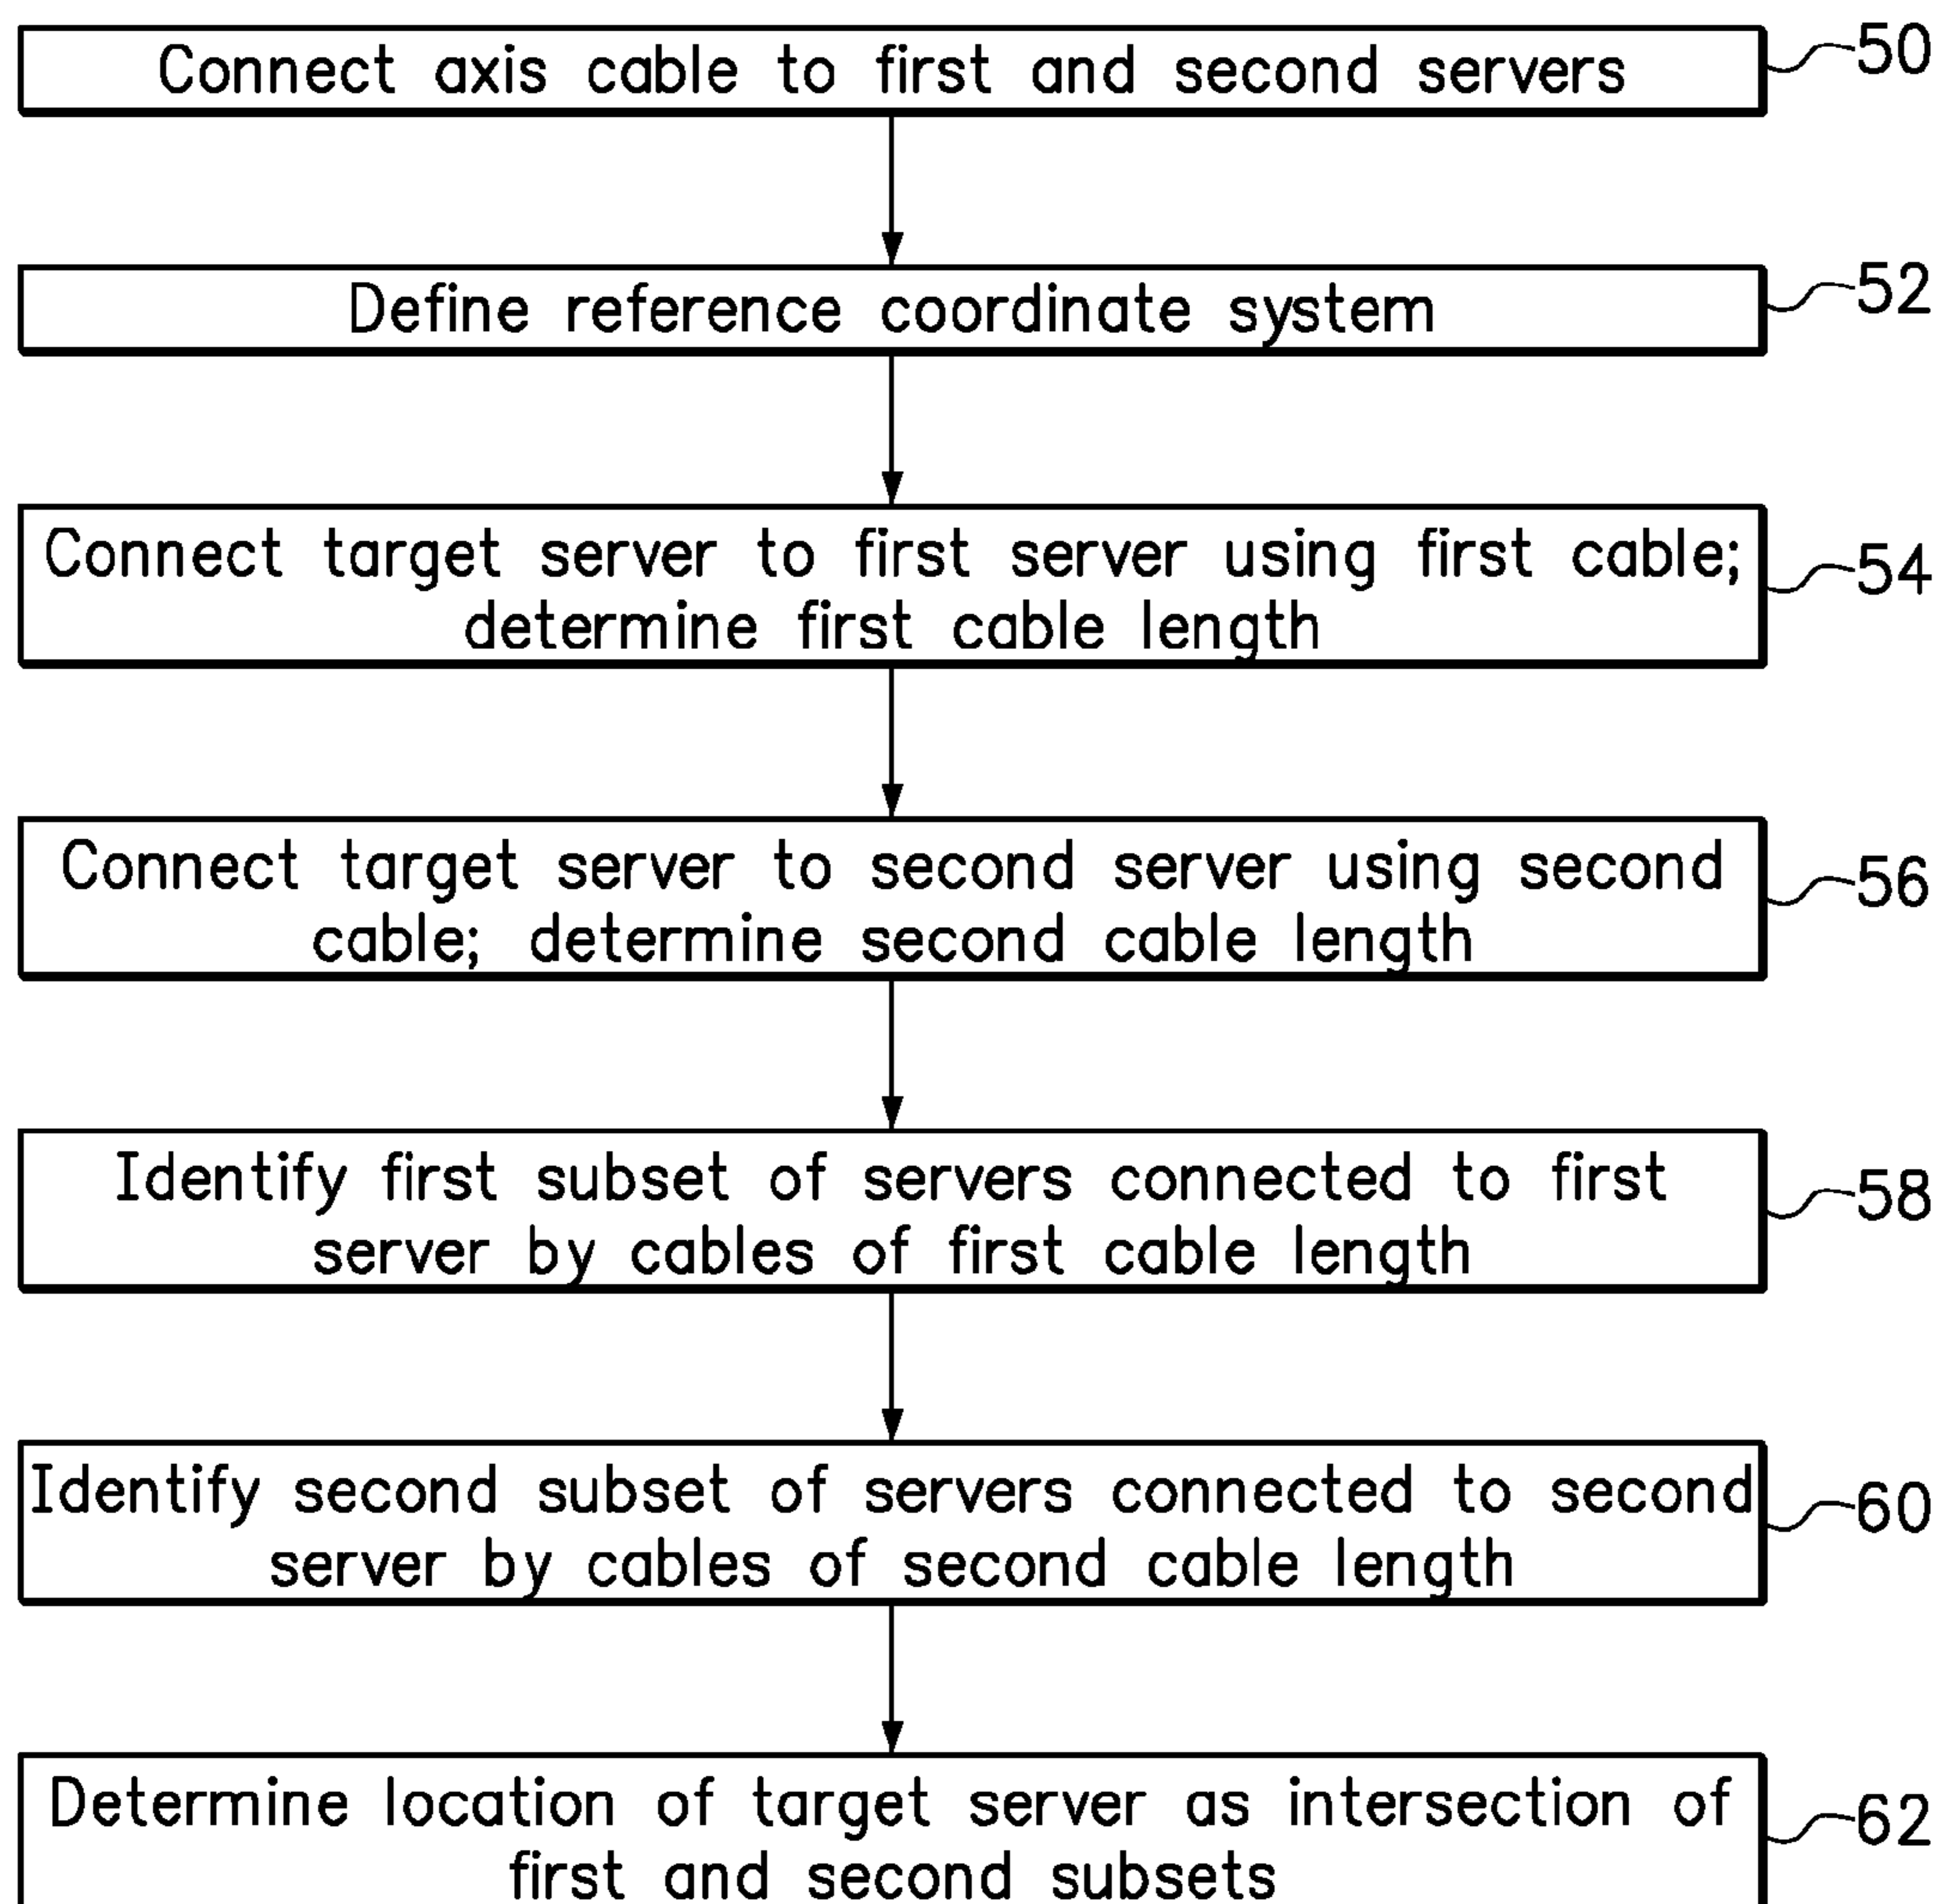 Connect axis cable to first and second servers
50
Define reference coordinate system
52
Connect target server to first server using first cable;
determine first cable length
54
Connect target server to second server using second
cable; determine second cable length
56
Identify first subset of servers connected to first
server by cables of first cable length
58
Identify second subset of servers connected to second
server by cables of second cable length
60
Determine location of target server as intersection of
first and second subsets
62